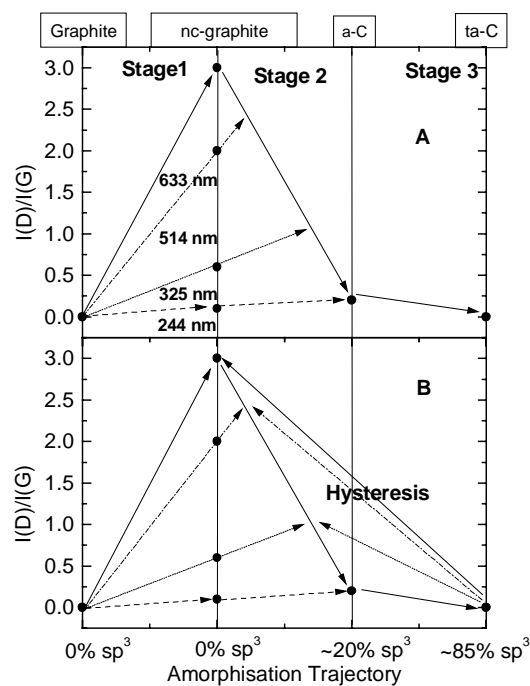 Graphite nc-graphite a-C ta-C
Stage1 Stage 2 Stage 3
A
3.0
2.5
2.0
1.5
1.0
0.5
0.0
I(D)/I(G)
633 nm
514 nm
325 nm
244 nm
B
3.0
2.5
2.0
1.5
1.0
0.5
0.0
I(D)/I(G)
Hysteresis
0% sp³ 0% sp³ ~20% sp³ ~85% sp³
Amorphisation Trajectory